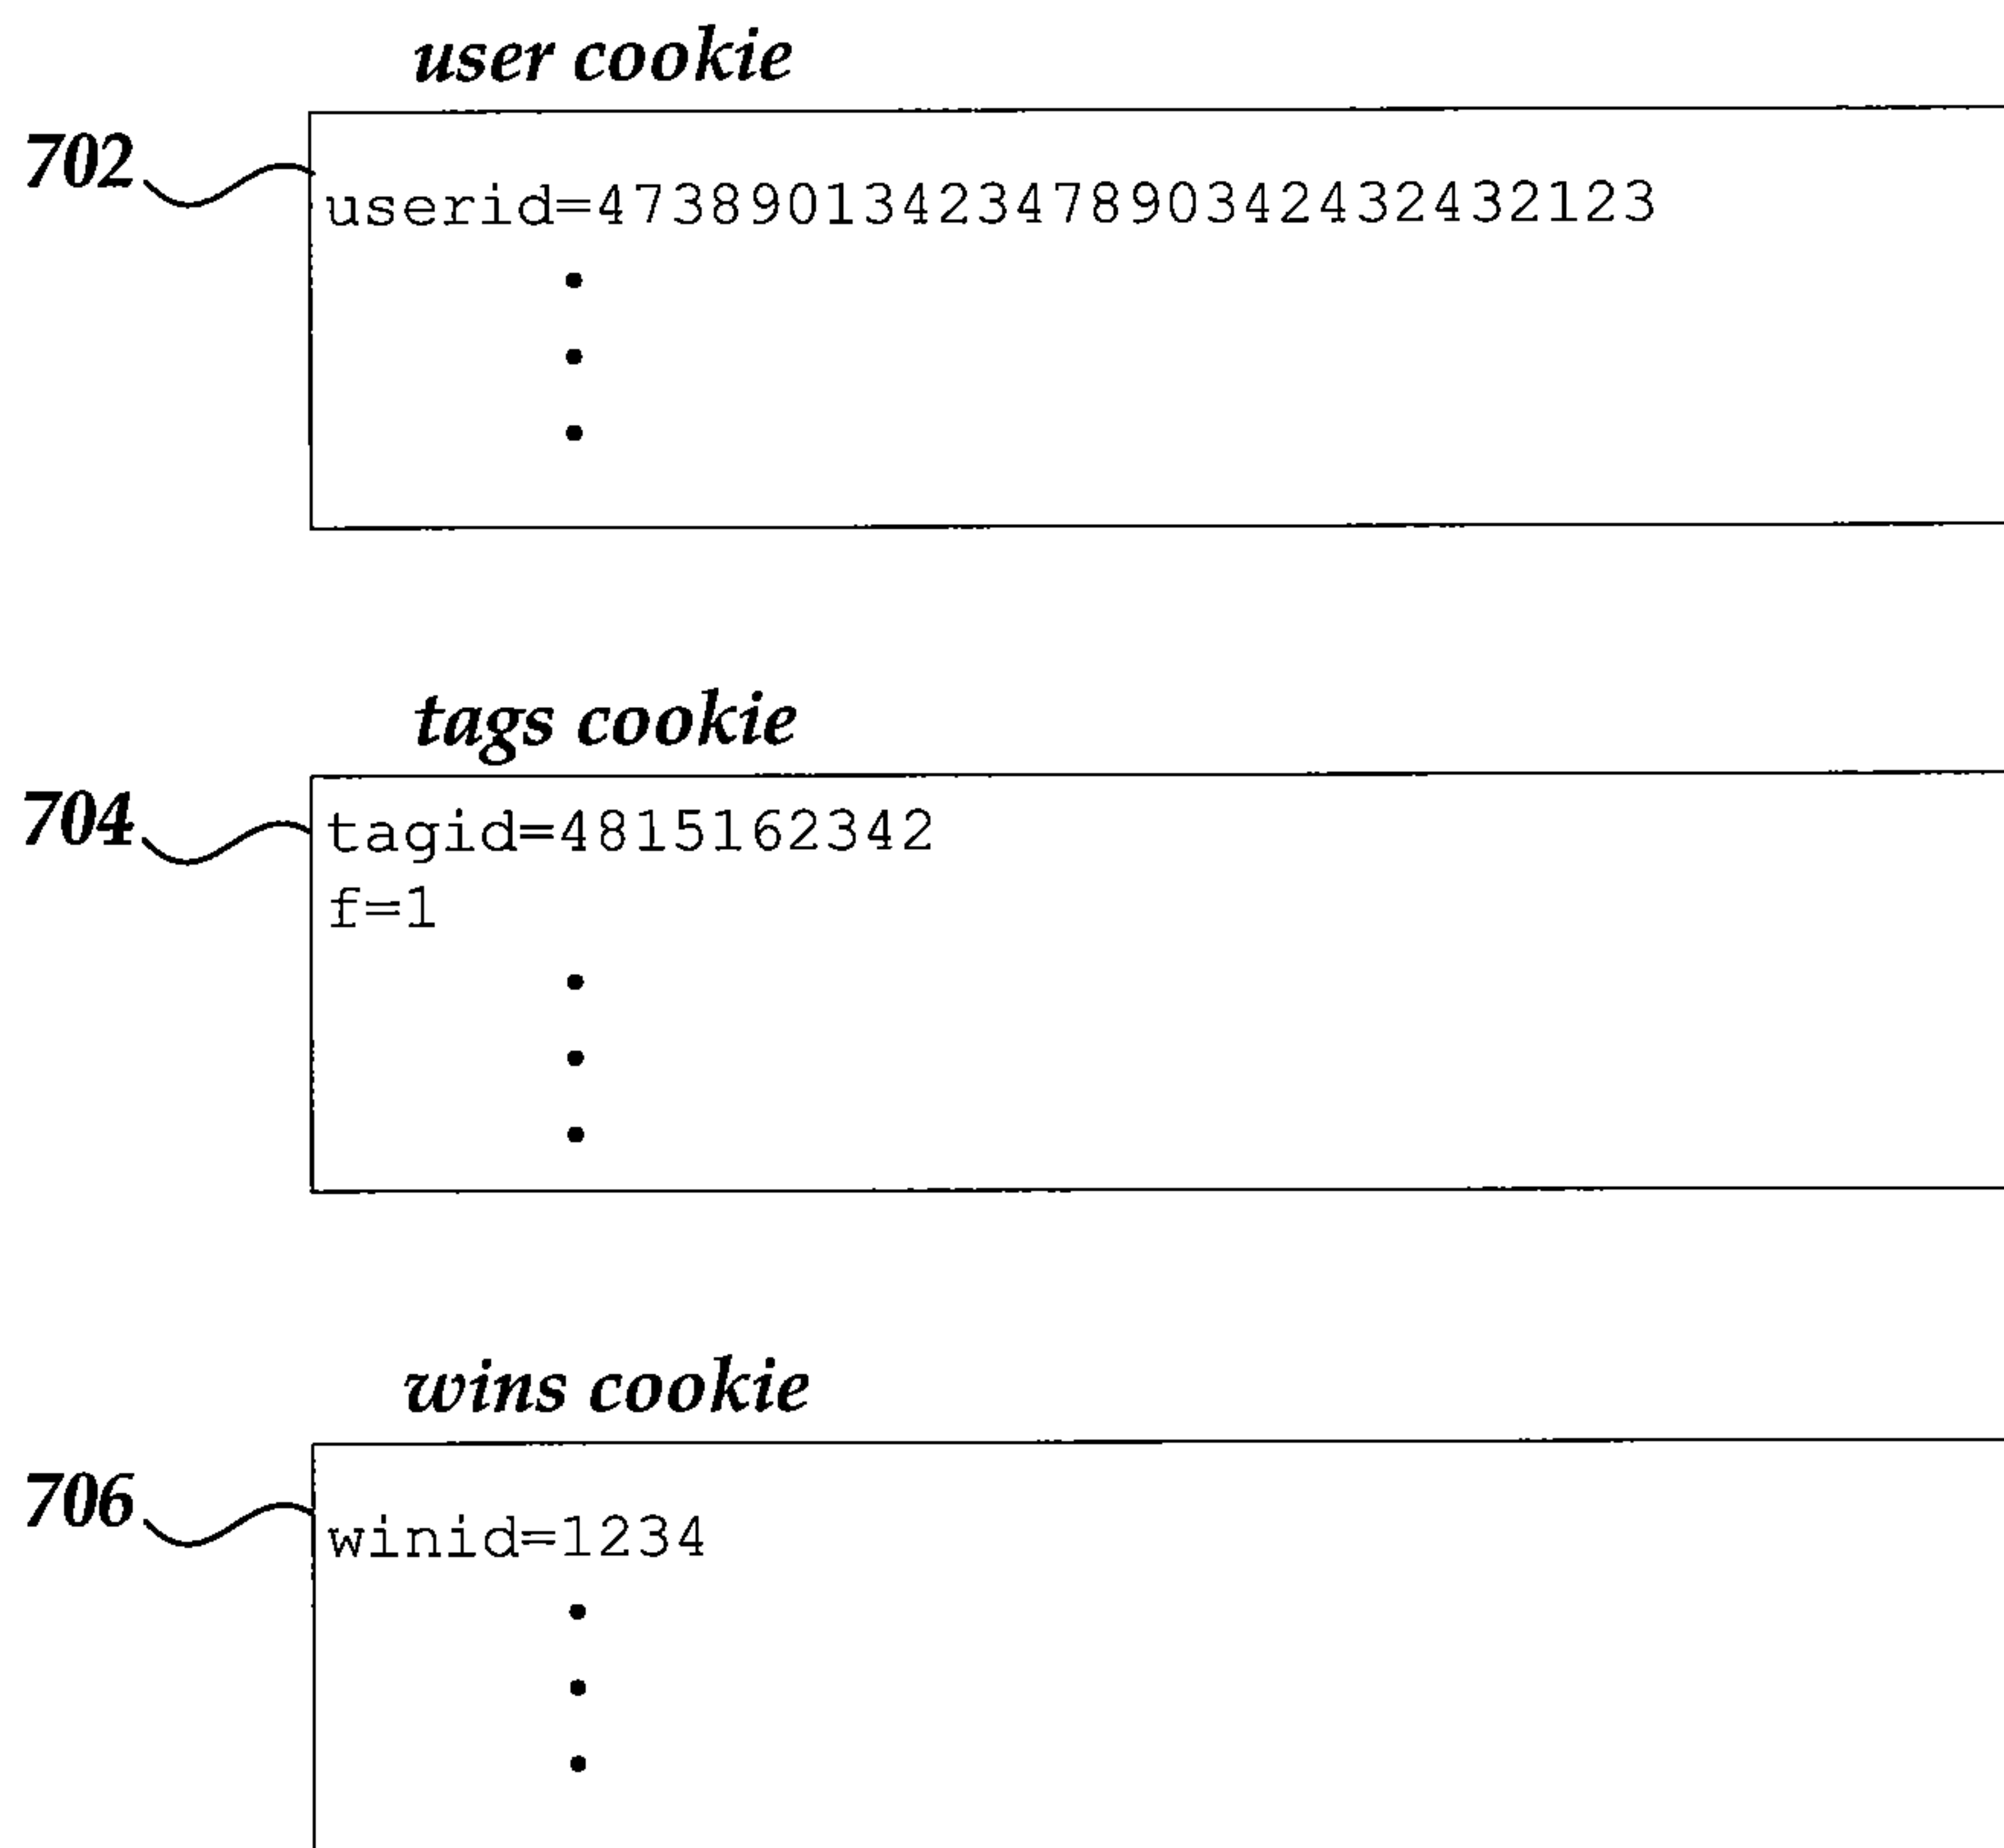 user cookie
702
userid=4738901342347890342432432123
tags cookie
704
tagid=4815162342
f=1
wins cookie
706
winid=1234